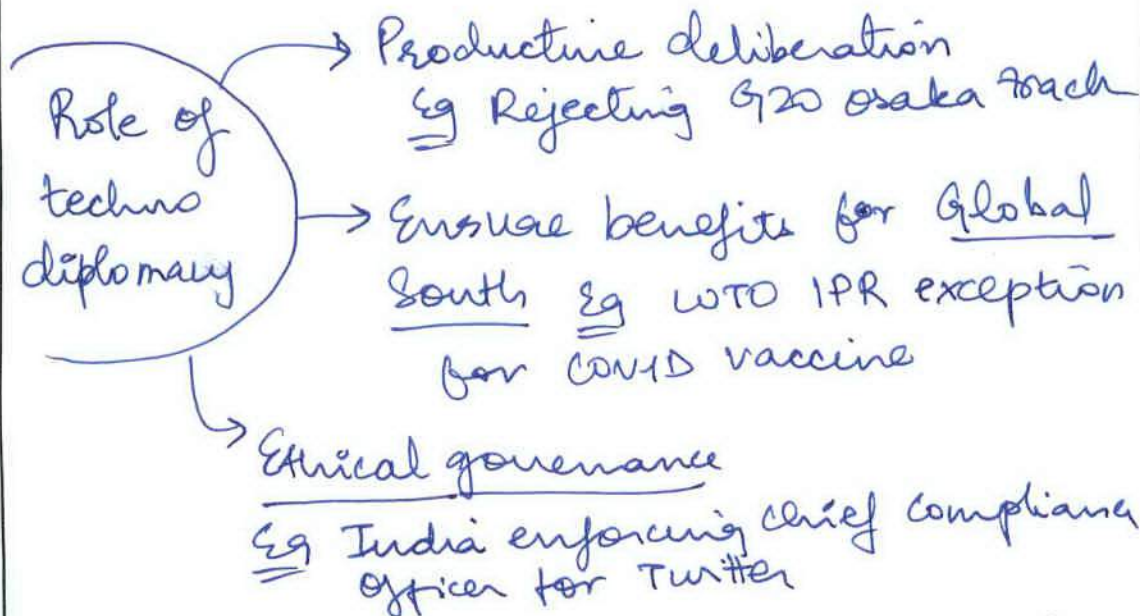 Role of
techno
diplomacy
Productive deliberation
Eg Rejecting G20 osaka track
Ensure benefits for Global
South Eg WTO IPR exception
for COVID vaccine
Ethical governance
Eg India enforcing chief compliance
officer for Twitter